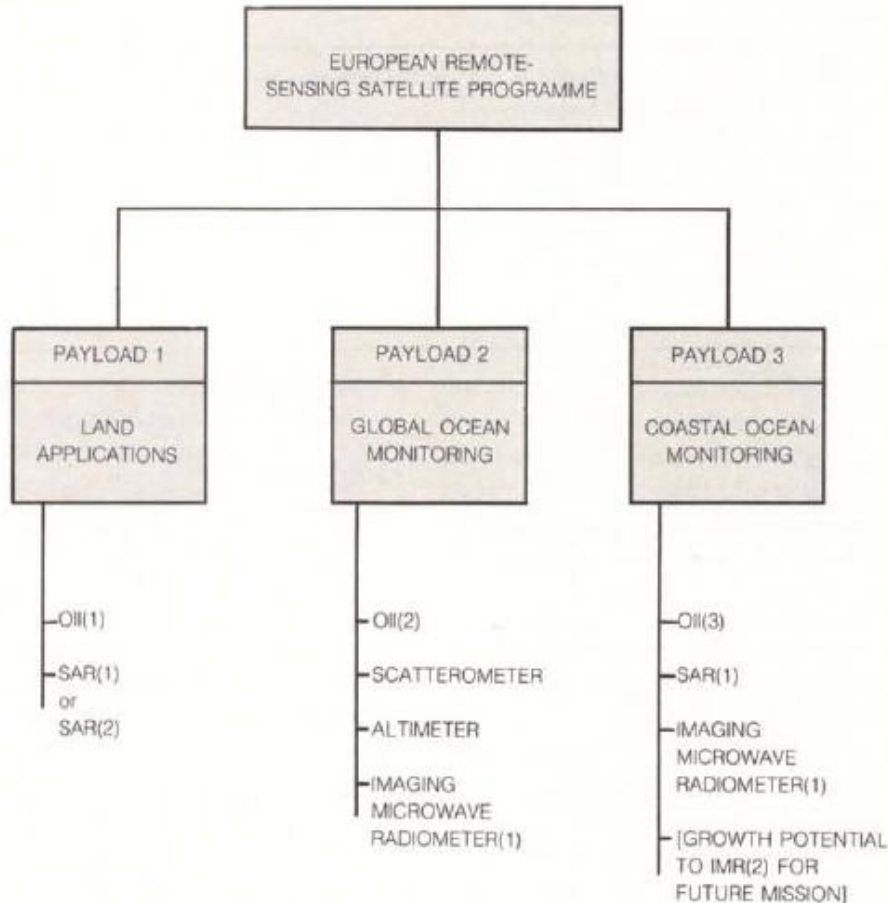 EUROPEAN REMOTE-
SENSING SATELLITE PROGRAMME
PAYLOAD 1
LAND
APPLICATIONS
OII(1)
SAR(1)
or
SAR(2)
PAYLOAD 2
GLOBAL OCEAN
MONITORING
OII(2)
SCATTEROMETER
ALTIMETER
IMAGING
MICROWAVE
RADIOMETER(1)
PAYLOAD 3
COASTAL OCEAN
MONITORING
OII(3)
SAR(1)
IMAGING
MICROWAVE
RADIOMETER(1)
[GROWTH POTENTIAL
TO IMR(2) FOR
FUTURE MISSION]